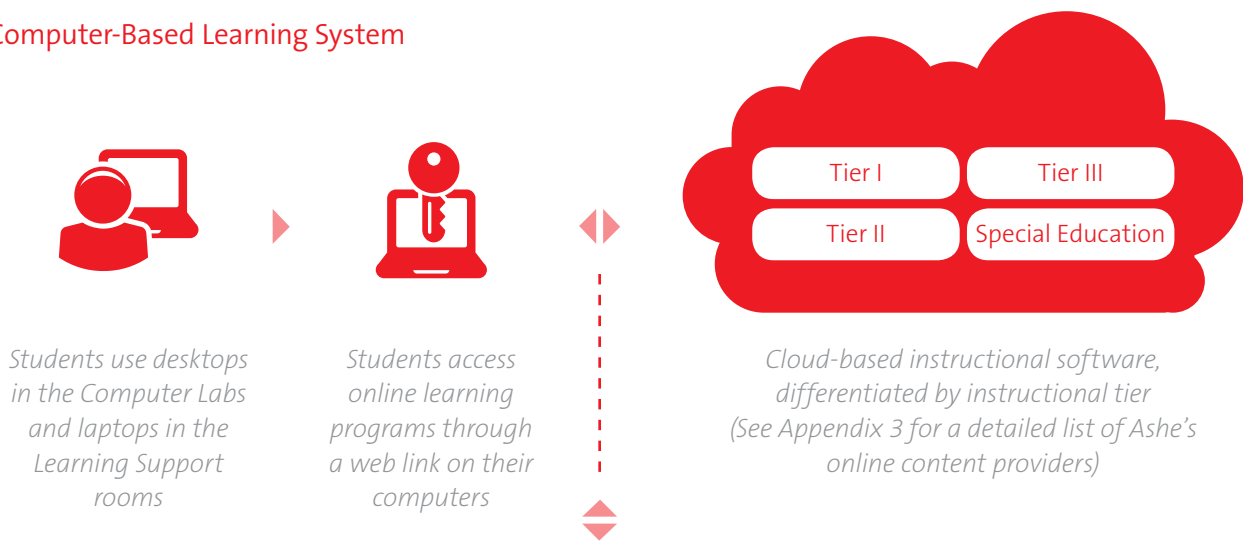 Computer-Based Learning System
Tier I
Tier III
Tier II
Special Education
Students use desktops
in the Computer Labs
and laptops in the
Learning Support
rooms
Students access
online learning
programs through
a web link on their
computers
Cloud-based instructional software,
differentiated by instructional tier
(See Appendix 3 for a detailed list of Ashe's
online content providers)